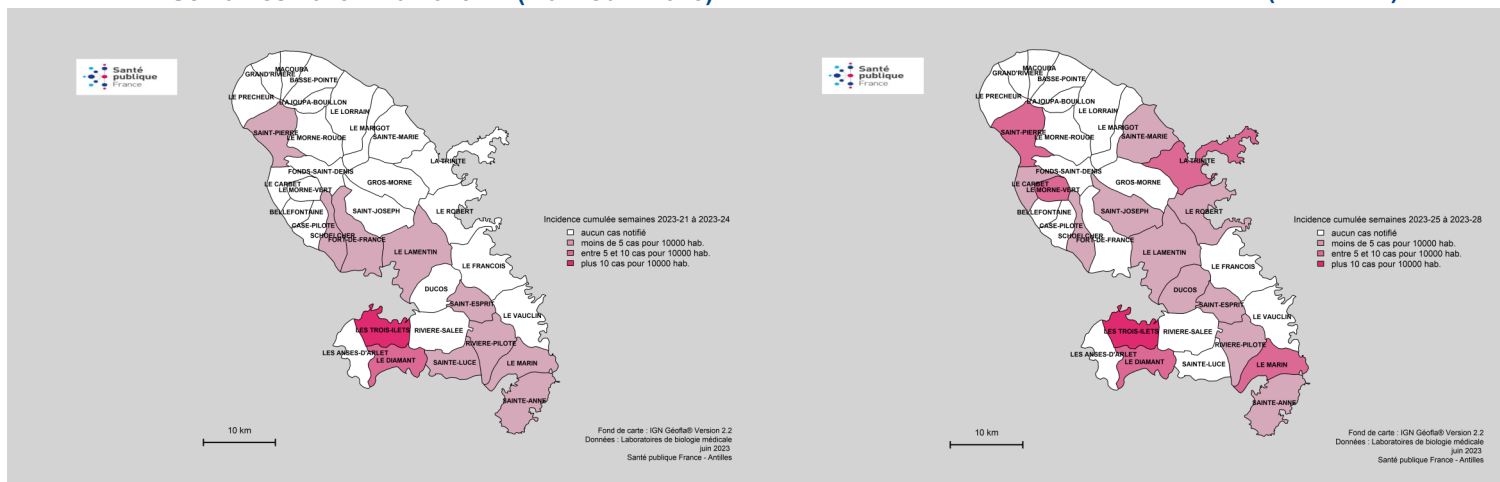 Santé
publique
France
MACOUBA
GRAND'RIVIERE
BASSE-POINTE
LE PRECHEUR
L'AJOUPA-BOUILLON
LE LORRAIN
LE MARIGOT
SAINT-PIERRE
LE MORNE-ROUGE
SAINTE-MARIE
LA TRINITE
FONDS-SAINT-DENIS
LE CARBET
LE MORNE-VERT
GROS-MORNE
BELLEFONTAINE
SAINT-JOSEPH
LE ROBERT
CASE-PILOTE
SCHOELCHER
FORT-DE-FRANCE
LE LAMENTIN
LE FRANCOIS
DUCOS
SAINT-ESPRIT
LE VAUCLIN
LES TROIS-ILETS
RIVIERE-SALEE
RIVIERE-PILOTE
LES ANSES-D'ARLET
LE DIAMANT
SAINTE-LUCE
LE MARIN
SAINTE-ANNE
Incidence cumulée semaines 2023-21 à 2023-24
aucun cas notifié
moins de 5 cas pour 10000 hab.
entre 5 et 10 cas pour 10000 hab.
plus 10 cas pour 10000 hab.
10 km
Fond de carte : IGN Géofla® Version 2.2
Données : Laboratoires de biologie médicale
juin 2023
Santé publique France - Antilles
Santé
publique
France
MACOUBA
GRAND'RIVIERE
BASSE-POINTE
LE PRECHEUR
L'AJOUPA-BOUILLON
LE LORRAIN
LE MARIGOT
SAINT-PIERRE
LE MORNE-ROUGE
SAINTE-MARIE
LA TRINITE
FONDS-SAINT-DENIS
LE CARBET
LE MORNE-VERT
GROS-MORNE
BELLEFONTAINE
SAINT-JOSEPH
LE ROBERT
CASE-PILOTE
SCHOELCHER
FORT-DE-FRANCE
LE LAMENTIN
LE FRANCOIS
DUCOS
SAINT-ESPRIT
LE VAUCLIN
LES TROIS-ILETS
RIVIERE-SALEE
RIVIERE-PILOTE
LES ANSES-D'ARLET
LE DIAMANT
SAINTE-LUCE
LE MARIN
SAINTE-ANNE
Incidence cumulée semaines 2023-25 à 2023-28
aucun cas notifié
moins de 5 cas pour 10000 hab.
entre 5 et 10 cas pour 10000 hab.
plus 10 cas pour 10000 hab.
10 km
Fond de carte : IGN Géofla® Version 2.2
Données : Laboratoires de biologie médicale
juin 2023
Santé publique France - Antilles